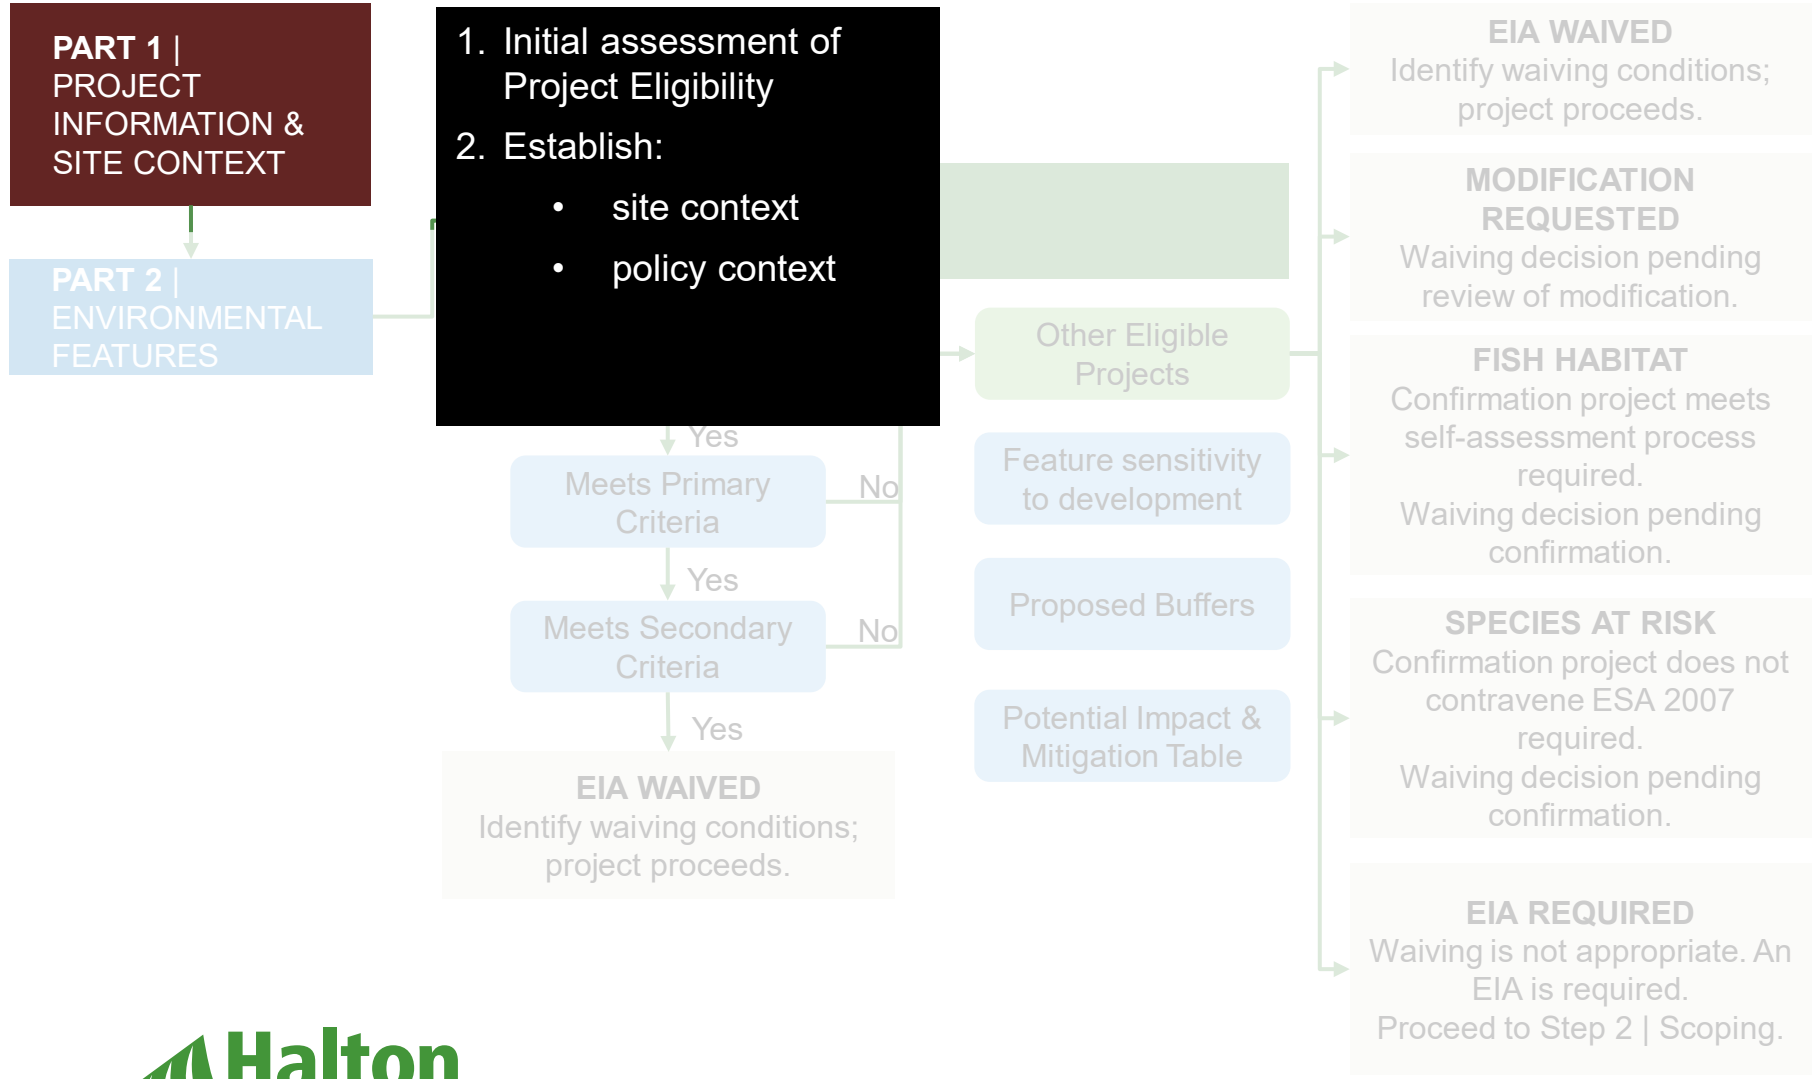 PART 1 |
PROJECT
INFORMATION &
SITE CONTEXT
PART 2 |
ENVIRONMENTAL
FEATURES
1. Initial assessment of
Project Eligibility
2. Establish:
• site context
• policy context
Yes
Meets Primary
Criteria
No
Yes
Meets Secondary
Criteria
No
Yes
EIA WAIVED
Identify waiving conditions;
project proceeds.
Other Eligible
Projects
Feature sensitivity
to development
Proposed Buffers
Potential Impact &
Mitigation Table
EIA WAIVED
Identify waiving conditions;
project proceeds.
MODIFICATION
REQUESTED
Waiving decision pending
review of modification.
FISH HABITAT
Confirmation project meets
self-assessment process
required.
Waiving decision pending
confirmation.
SPECIES AT RISK
Confirmation project does not
contravene ESA 2007
required.
Waiving decision pending
confirmation.
EIA REQUIRED
Waiving is not appropriate. An
EIA is required.
Proceed to Step 2 | Scoping.
Halton